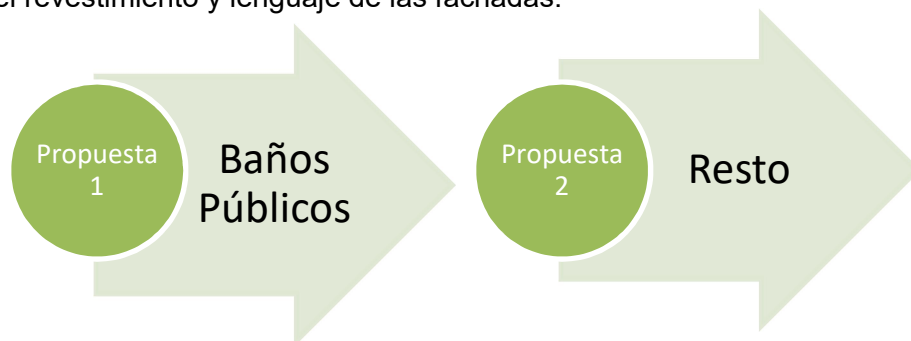 el revestimiento y lenguaje de las fachadas.
Propuesta
1
Baños
Públicos
Propuesta
2
Resto